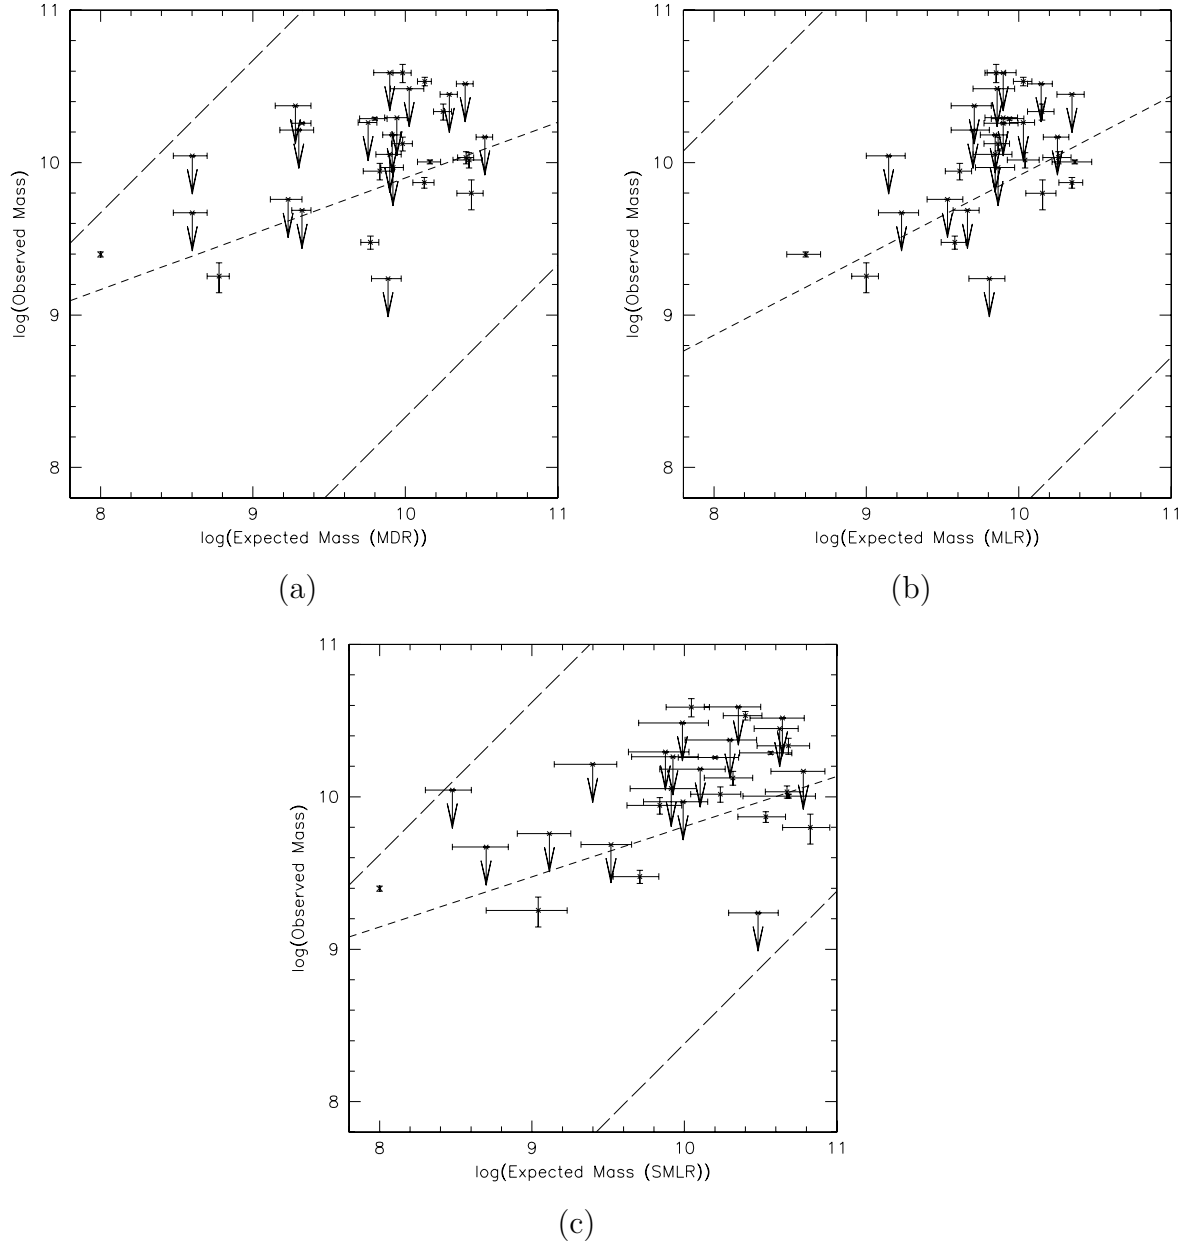 11
10
9
8
log(Observed Mass)
8 9 10 11
log(Expected Mass (MDR))
(a)
11
10
9
8
log(Observed Mass)
8 9 10 11
log(Expected Mass (MLR))
(b)
11
10
9
8
log(Observed Mass)
8 9 10 11
log(Expected Mass (SMLR))
(c)